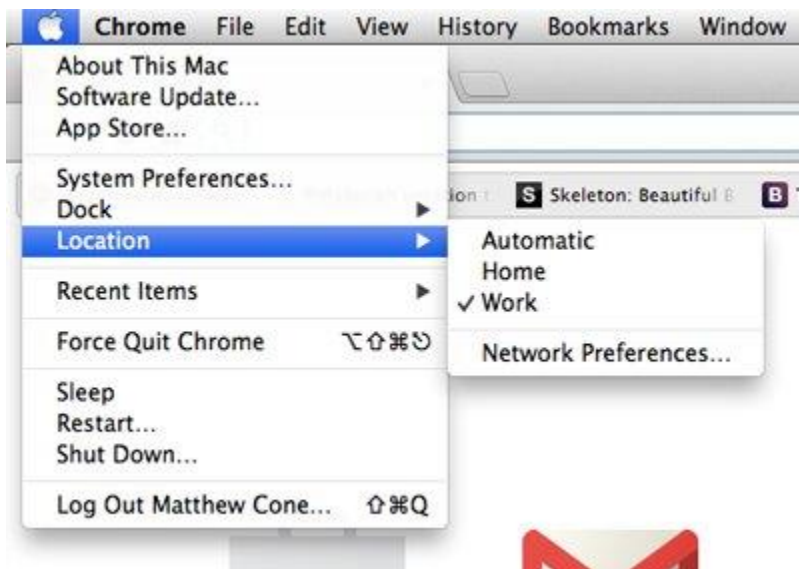 Chrome File Edit View History Bookmarks Window
About This Mac
Software Update...
App Store...
System Preferences...
Dock
Location
Recent Items
Force Quit Chrome ⌥⇧⌘⎋
Sleep
Restart...
Shut Down...
Log Out Matthew Cone... ⇧⌘Q
Automatic
Home
✓ Work
Network Preferences...
Skeleton: Beautiful B
B